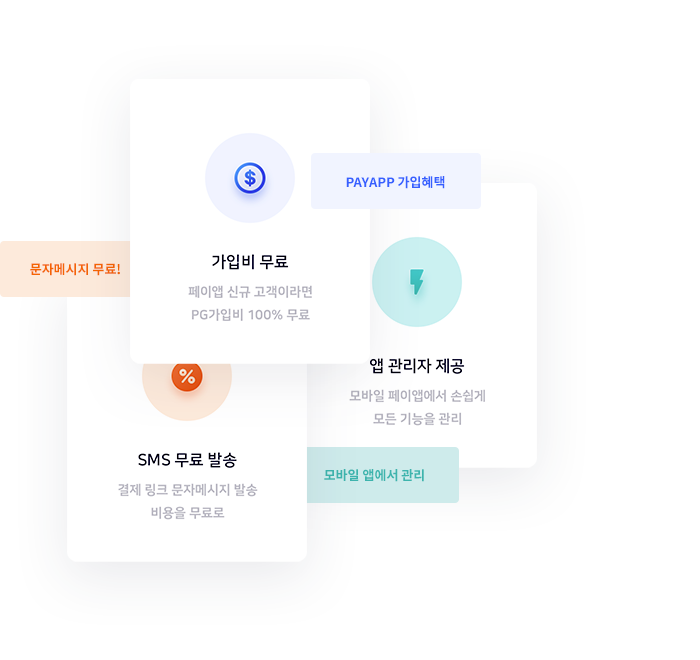 PAYAPP 가입혜택
가입비 무료
페이앱 신규 고객이라면
PG가입비 100% 무료
문자메시지 무료!
앱 관리자 제공
모바일 페이앱에서 손쉽게
모든 기능을 관리
SMS 무료 발송
결제 링크 문자메시지 발송
비용을 무료로
모바일 앱에서 관리